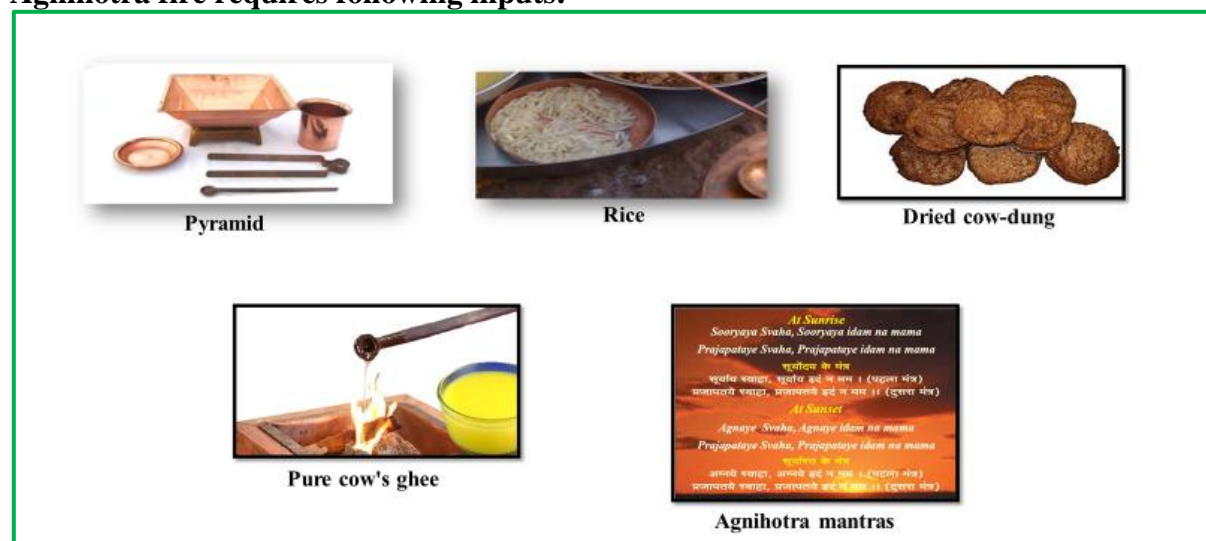 Agnihotra fire requires following inputs:
Pyramid
Rice
Dried cow-dung
Pure cow's ghee
At Sunrise
Sooryaya Svaha, Sooryaya idam na mama
Prajapataye Svaha, Prajapataye idam na mama
सूर्योदय के मंत्र
सूर्याय स्वाहा, सूर्याय इदं न मम । (पहला मंत्र)
प्रजापतये स्वाहा, प्रजापतये इदं न मम ।। (दुसरा मंत्र)
At Sunset
Agnaye Svaha, Agnaye idam na mama
Prajapataye Svaha, Prajapataye idam na mama
सूर्यास्त के मंत्र
अग्नये स्वाहा, अग्नये इदं न मम । (पहला मंत्र)
प्रजापतये स्वाहा, प्रजापतये इदं न मम ।। (दुसरा मंत्र)
Agnihotra mantras